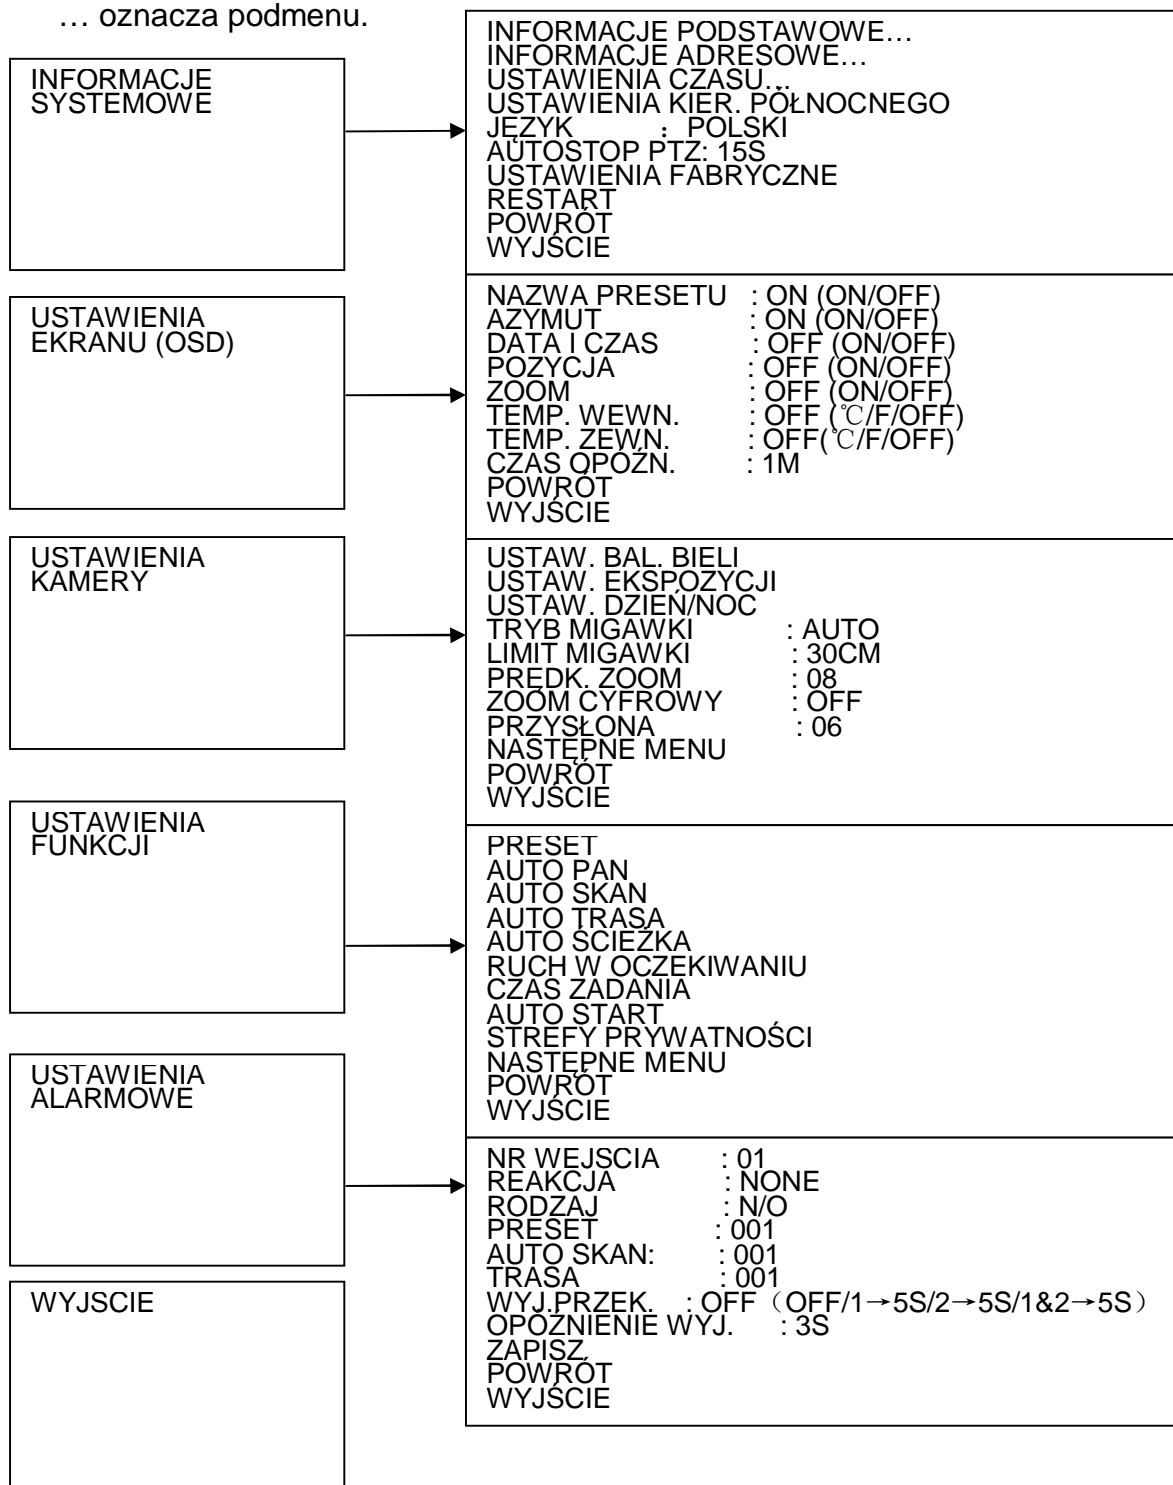 … oznacza podmenu.
INFORMACJE
SYSTEMOWE
INFORMACJE PODSTAWOWE…
INFORMACJE ADRESOWE…
USTAWIENIA CZASU…
USTAWIENIA KIER. PÓŁNOCNEGO
JĘZYK : POLSKI
AUTOSTOP PTZ: 15S
USTAWIENIA FABRYCZNE
RESTART
POWRÓT
WYJŚCIE
USTAWIENIA
EKRANU (OSD)
NAZWA PRESETU : ON (ON/OFF)
AZYMUT : ON (ON/OFF)
DATA I CZAS : OFF (ON/OFF)
POZYCJA : OFF (ON/OFF)
ZOOM : OFF (ON/OFF)
TEMP. WEWN. : OFF (℃/F/OFF)
TEMP. ZEWN. : OFF(℃/F/OFF)
CZAS OPÓŹN. : 1M
POWRÓT
WYJŚCIE
USTAWIENIA
KAMERY
USTAW. BAL. BIELI
USTAW. EKSPOZYCJI
USTAW. DZIEŃ/NOC
TRYB MIGAWKI : AUTO
LIMIT MIGAWKI : 30CM
PRĘDK. ZOOM : 08
ZOOM CYFROWY : OFF
PRZYSŁONA : 06
NASTĘPNE MENU
POWRÓT
WYJŚCIE
USTAWIENIA
FUNKCJI
PRESET
AUTO PAN
AUTO SKAN
AUTO TRASA
AUTO ŚCIEŻKA
RUCH W OCZEKIWANIU
CZAS ZADANIA
AUTO START
STREFY PRYWATNOŚCI
NASTĘPNE MENU
POWRÓT
WYJŚCIE
USTAWIENIA
ALARMOWE
NR WEJSCIA : 01
REAKCJA : NONE
RODZAJ : N/O
PRESET : 001
AUTO SKAN: : 001
TRASA : 001
WYJ.PRZEK. : OFF（OFF/1→5S/2→5S/1&2→5S）
OPÓŹNIENIE WYJ. : 3S
ZAPISZ
POWRÓT
WYJŚCIE
WYJSCIE